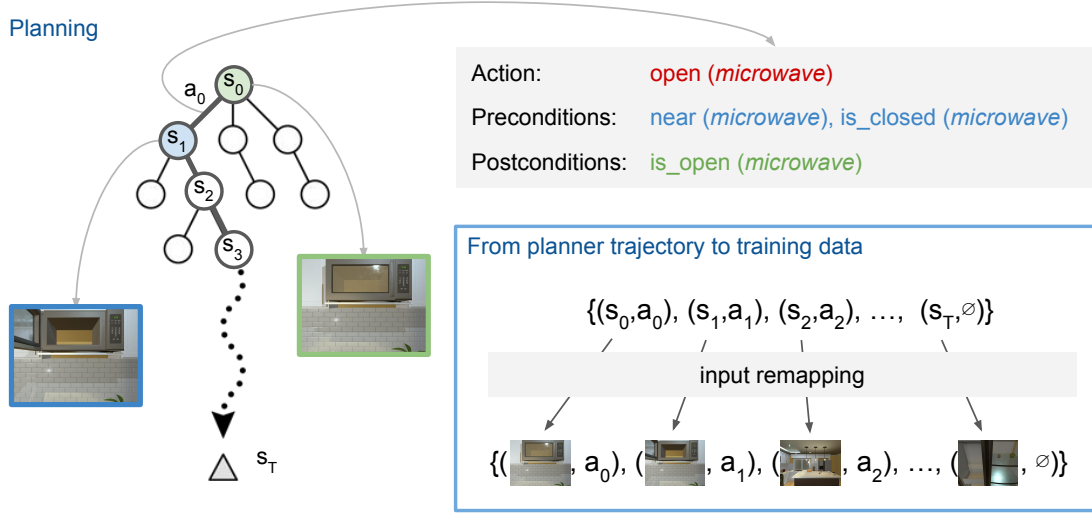 Planning
a0
s0
s1
s2
s3
sT
Action: open (microwave)
Preconditions: near (microwave), is_closed (microwave)
Postconditions: is_open (microwave)
From planner trajectory to training data
{(s0,a0), (s1,a1), (s2,a2), …, (sT,∅)}
input remapping
{( , a0), ( , a1), ( , a2), …, ( , ∅)}